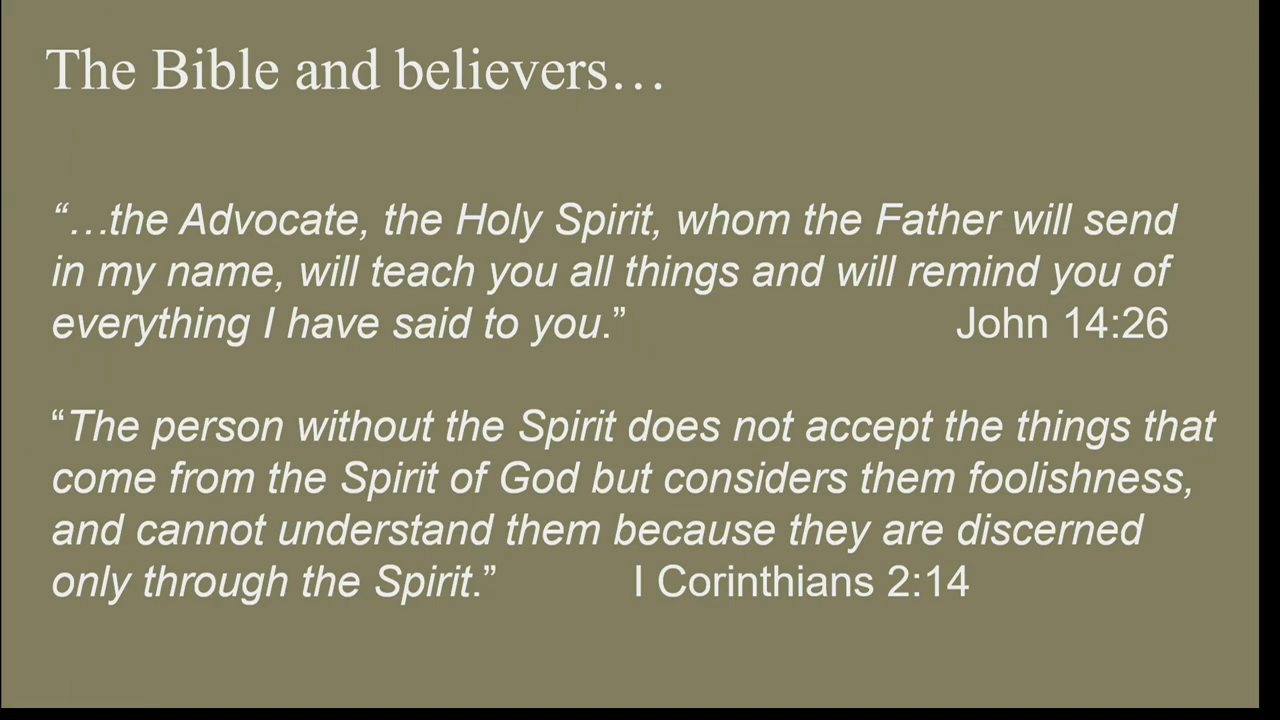 The Bible and believers…
“…the Advocate, the Holy Spirit, whom the Father will send
in my name, will teach you all things and will remind you of
everything I have said to you.” John 14:26
“The person without the Spirit does not accept the things that
come from the Spirit of God but considers them foolishness,
and cannot understand them because they are discerned
only through the Spirit.” I Corinthians 2:14